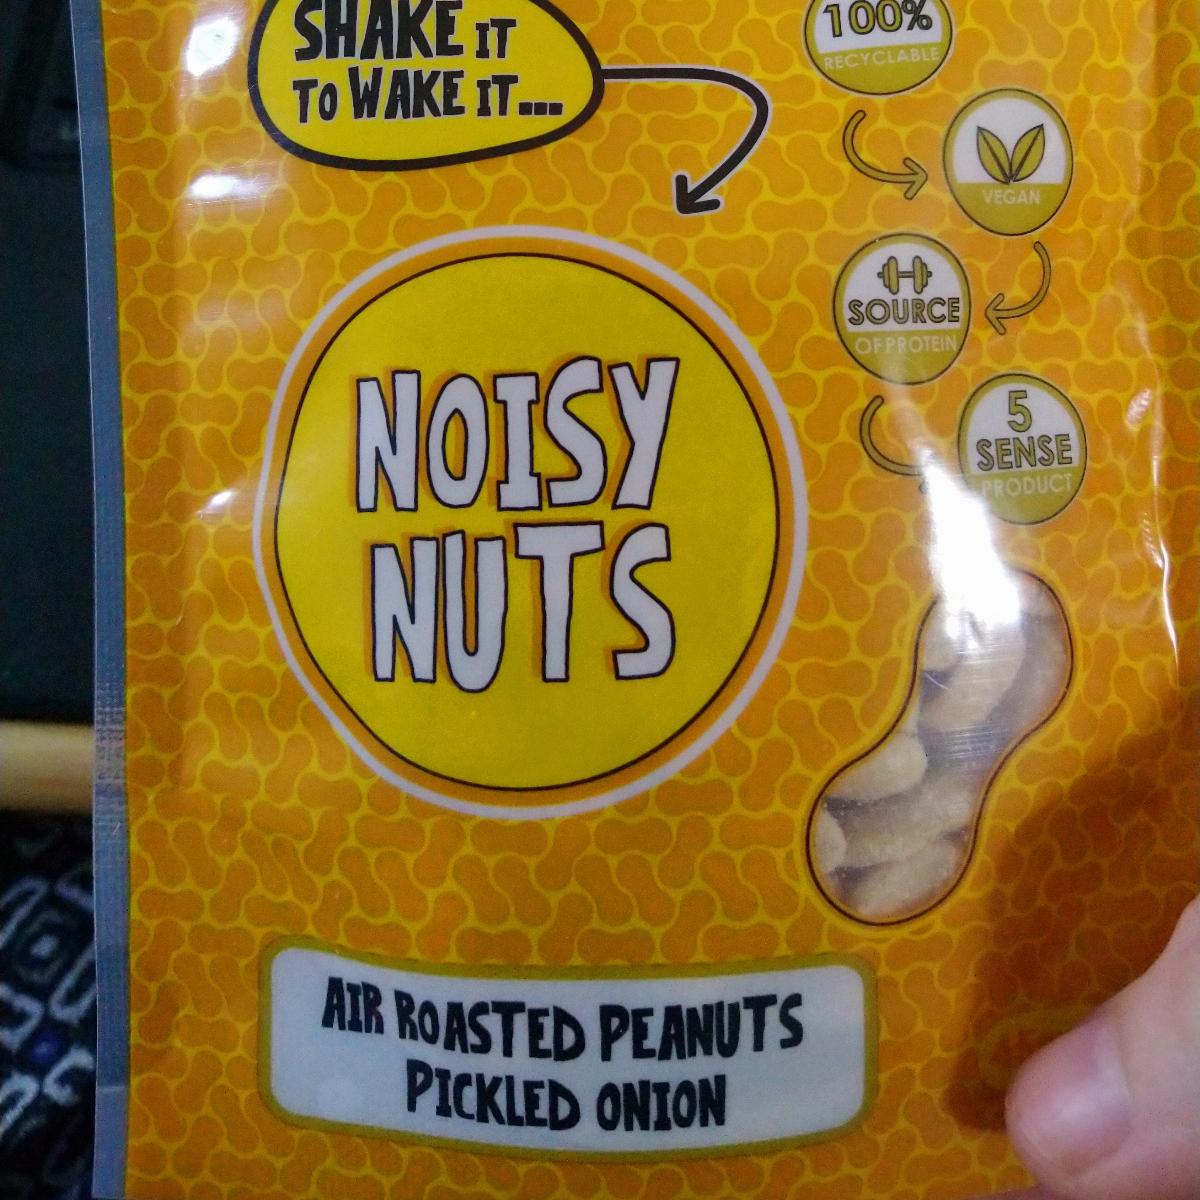 SHAKE IT
TO WAKE IT...
100%
RECYCLABLE
VEGAN
SOURCE
OF PROTEIN
5
SENSE
PRODUCT
NOISY
NUTS
AIR ROASTED PEANUTS
PICKLED ONION